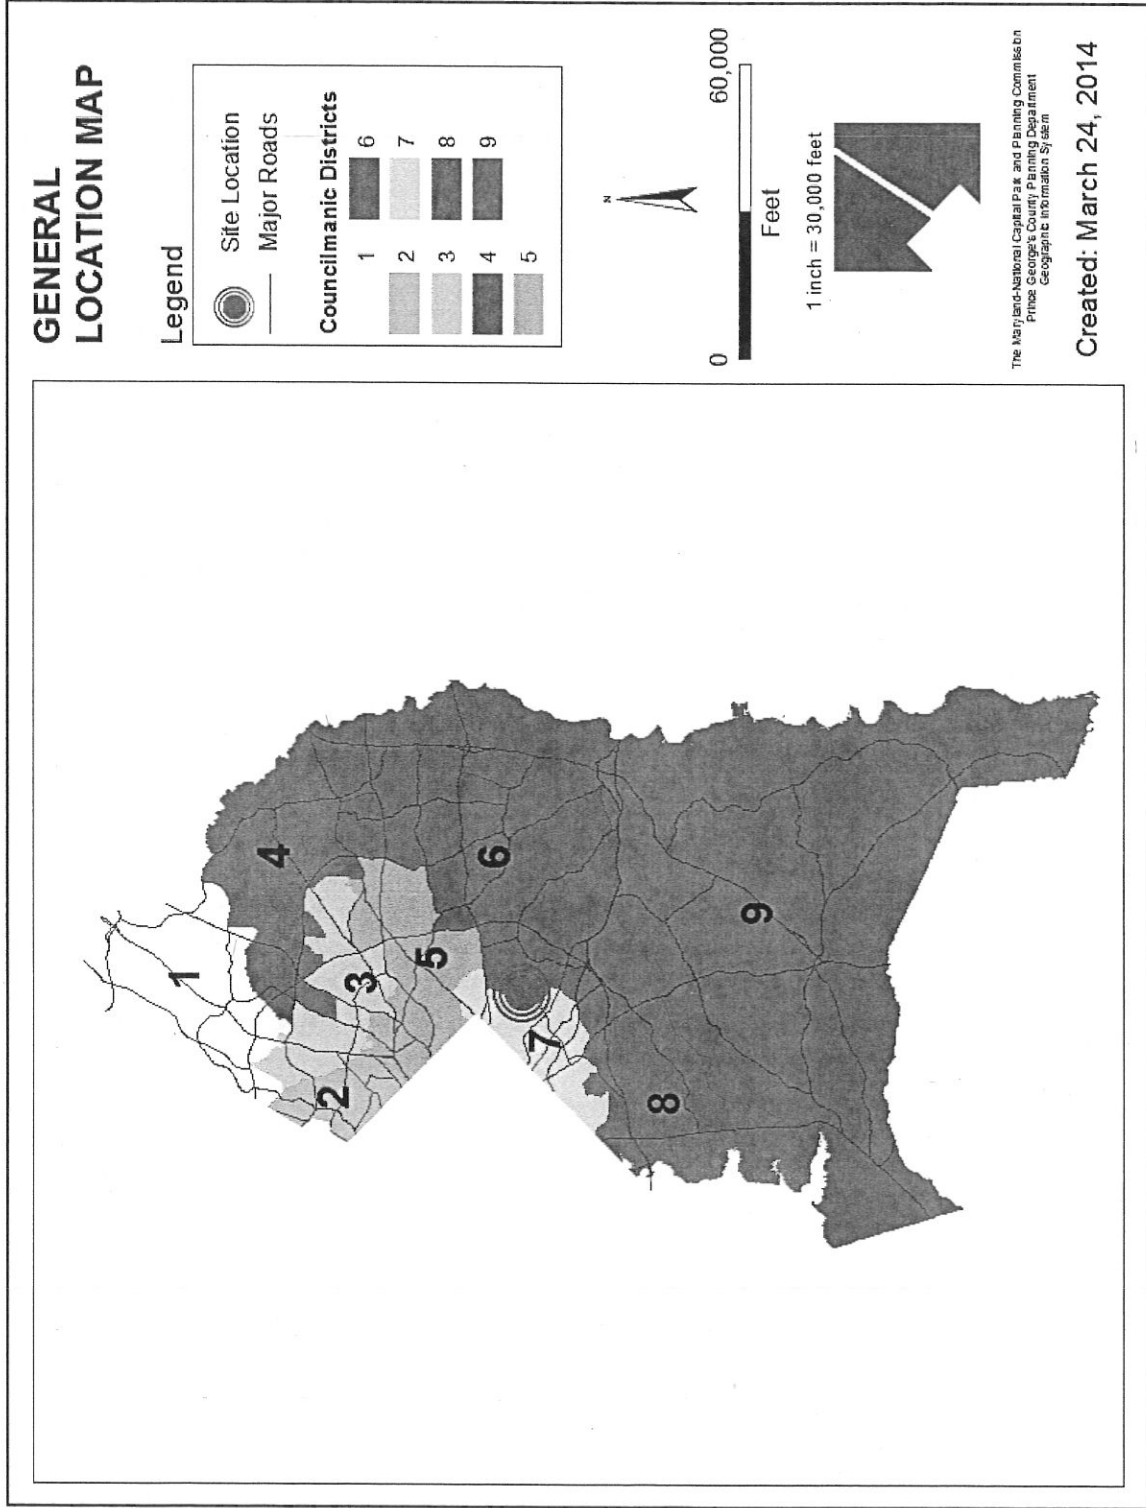 GENERAL
LOCATION MAP
Legend
Site Location
Major Roads
Councilmanic Districts
1
6
2
7
3
8
4
9
5
N
0
60,000
Feet
1 inch = 30,000 feet
The Maryland-National Capital Park and Planning Commission
Prince George's County Planning Department
Geographic Information System
Created: March 24, 2014
1
4
2
3
5
6
7
8
9